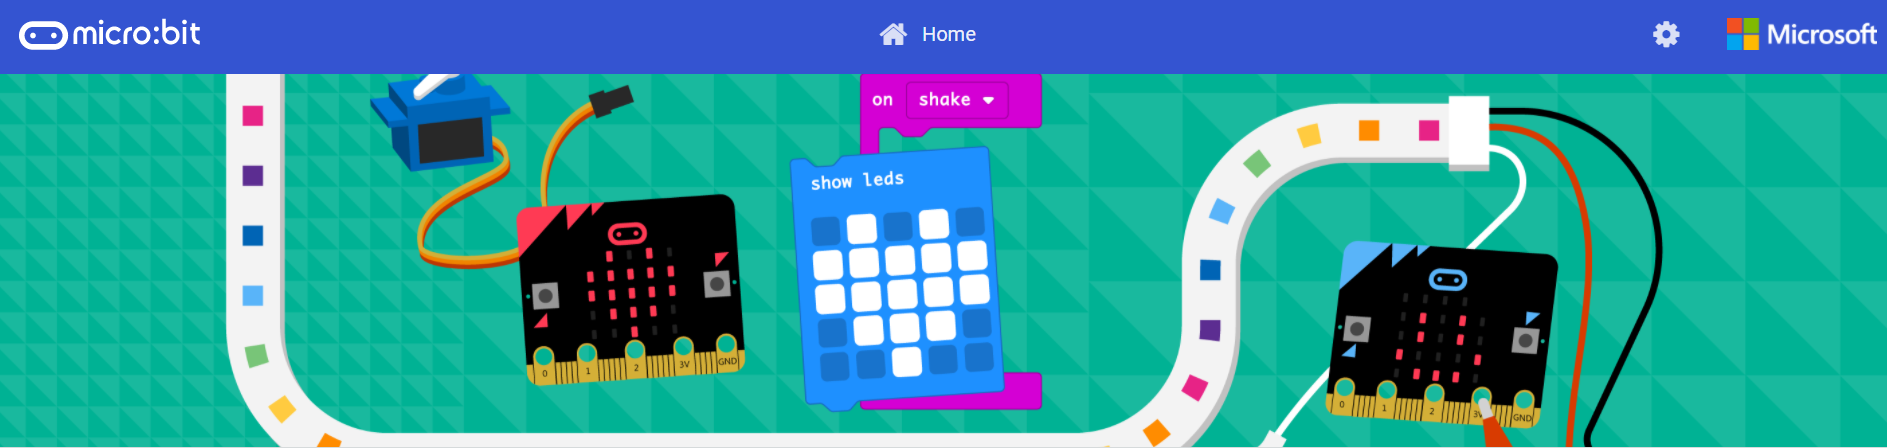 micro:bit
Home
Microsoft
on shake
show leds
0 1 2 3V GND
0 1 2 3V GND